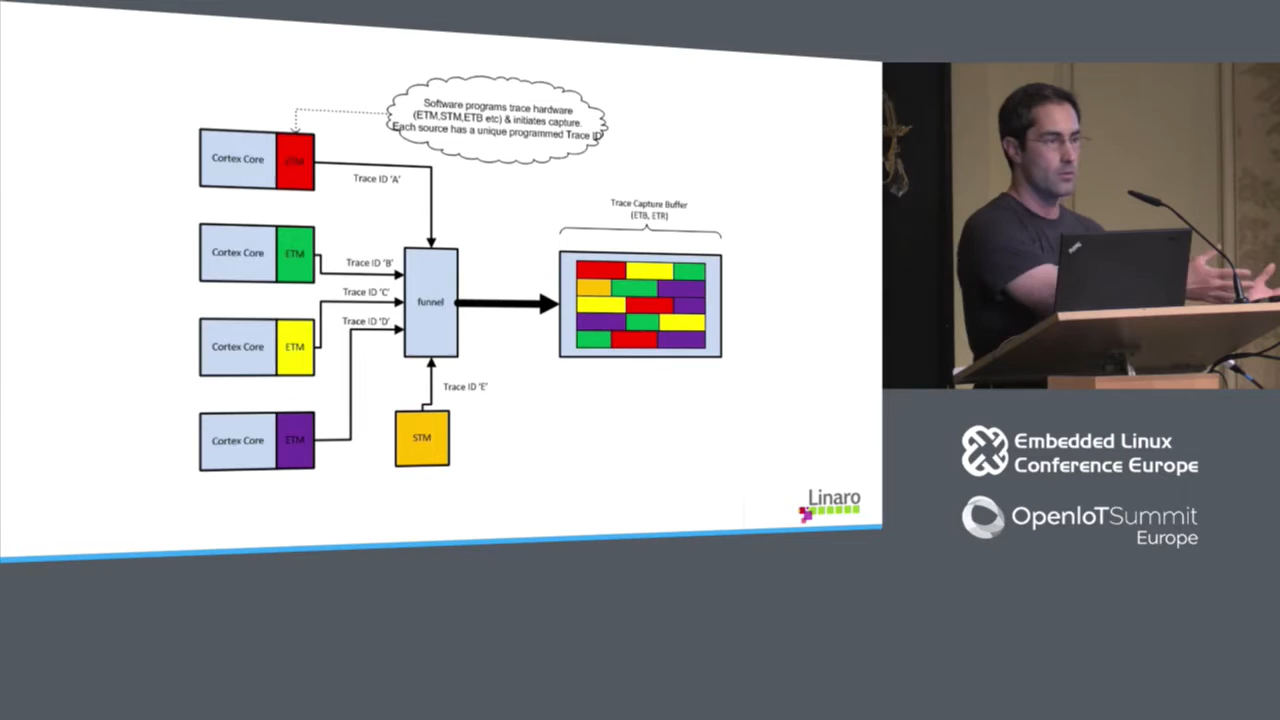 Software programs trace hardware
(ETM,STM,ETB etc) & initiates capture.
Each source has a unique programmed Trace ID
Cortex Core
ETM
Trace ID 'A'
Trace Capture Buffer
(ETB, ETR)
Cortex Core
ETM
Trace ID 'B'
Trace ID 'C'
funnel
Trace ID 'D'
Cortex Core
ETM
Trace ID 'E'
Cortex Core
ETM
STM
Linaro
ThinkPad
Embedded Linux
Conference Europe
OpenIoTSummit
Europe